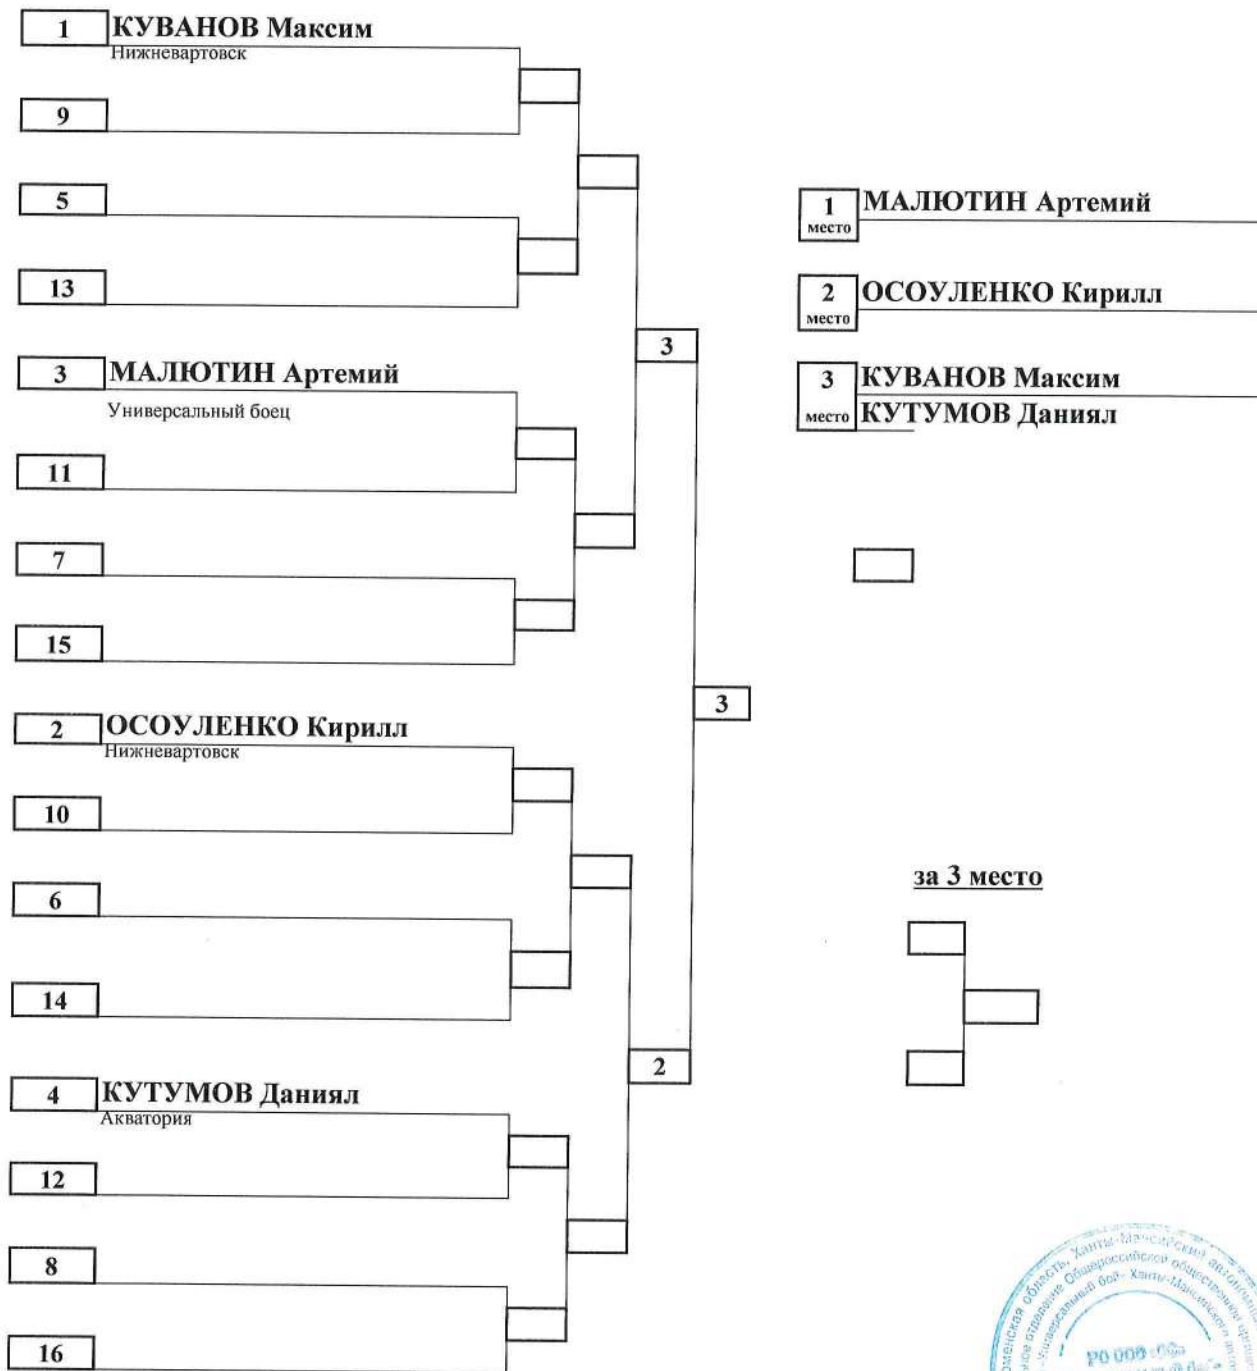 1 КУВАНОВ Максим
Нижневартовск
9
5
13
3 МАЛЮТИН Артемий
Универсальный боец
11
7
15
2 ОСОУЛЕНКО Кирилл
Нижневартовск
10
6
14
4 КУТУМОВ Даниял
Акватория
12
8
16
3
2
3
1 место МАЛЮТИН Артемий
2 место ОСОУЛЕНКО Кирилл
3 КУВАНОВ Максим
место КУТУМОВ Даниял
за 3 место